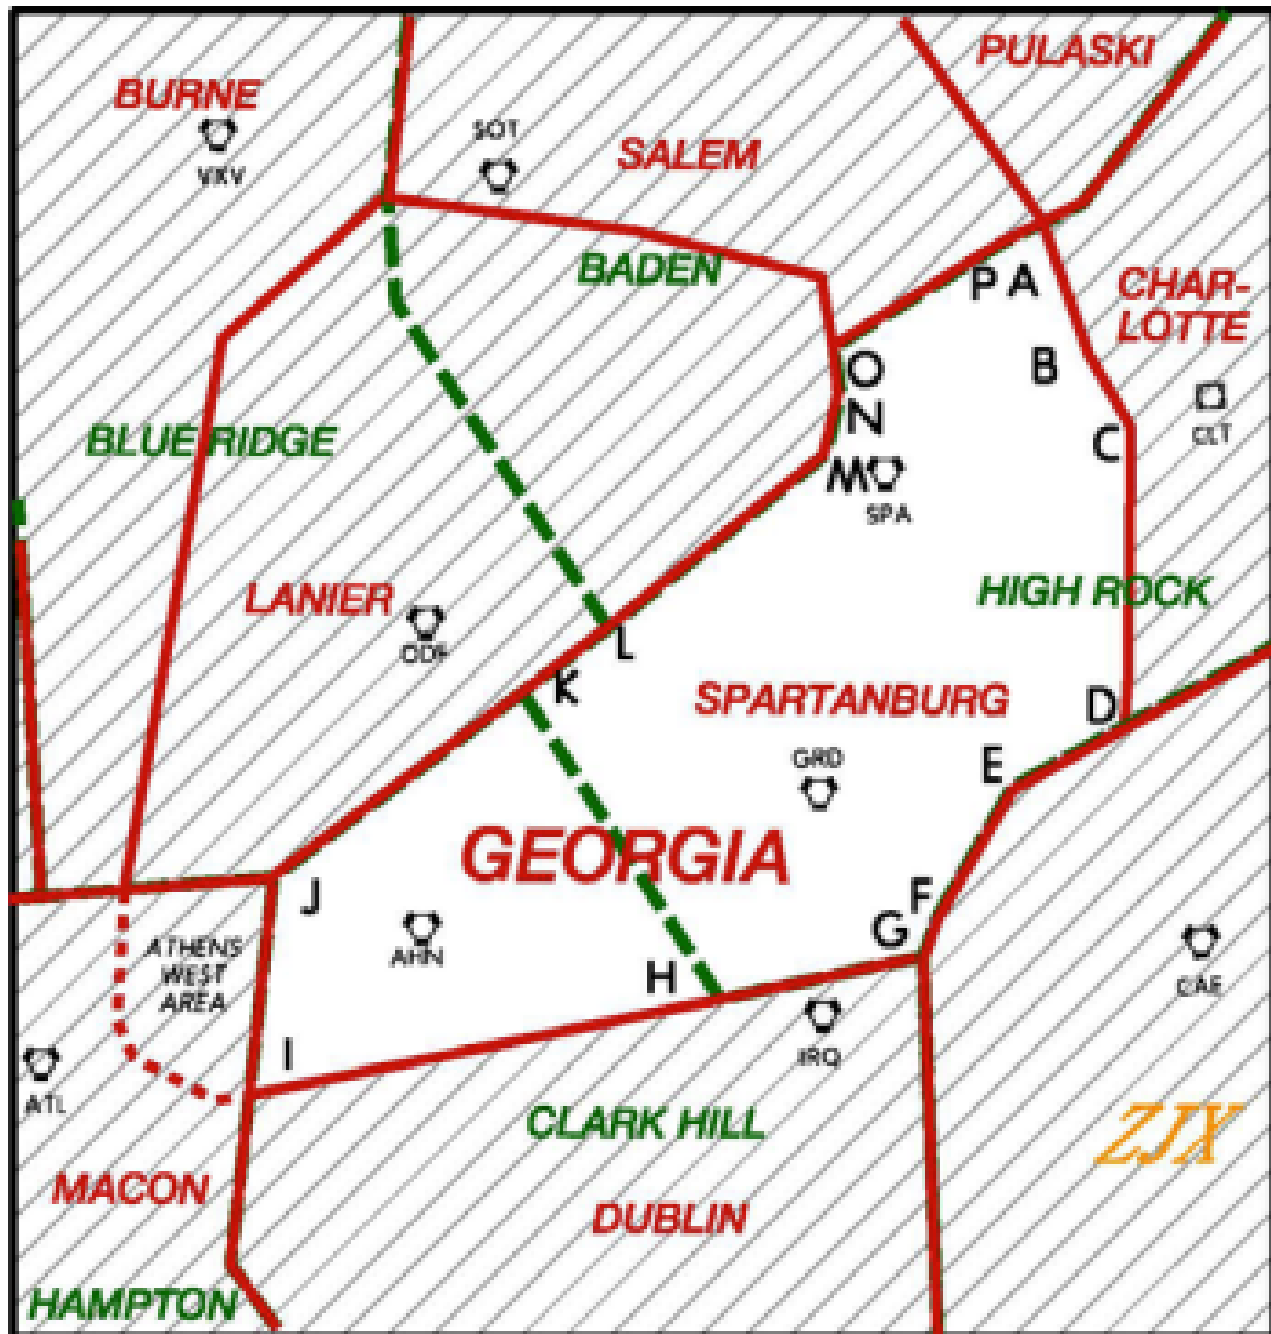 PULASKI
BURNE
VXV
SOT
SALEM
BADEN
P A
CHAR-
LOTTE
O
B
N
CLT
C
BLUE RIDGE
M
SPA
HIGH ROCK
LANIER
L
K
SPARTANBURG
D
GRD
E
GEORGIA
J
F
G
AHN
ATHENS
WEST
AREA
H
CAE
I
IRQ
ATL
CLARK HILL
ZJX
MACON
DUBLIN
HAMPTON